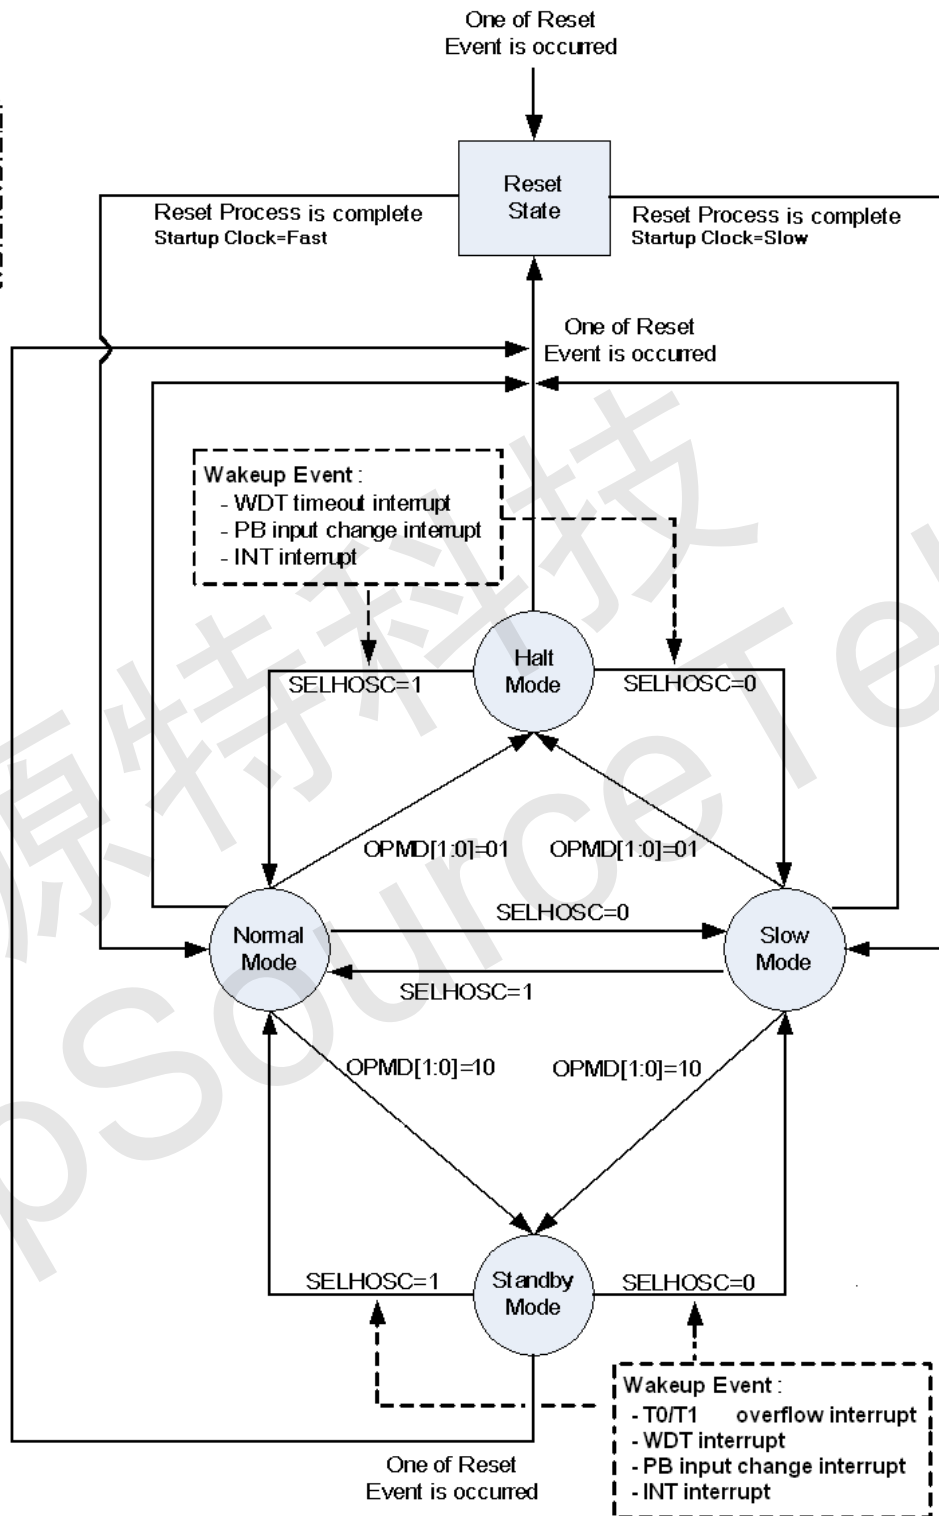 One of Reset
Event is occurred
Reset
State
Reset Process is complete
Startup Clock=Fast
Reset Process is complete
Startup Clock=Slow
One of Reset
Event is occurred
Wakeup Event :
- WDT timeout interrupt
- PB input change interrupt
- INT interrupt
Halt
Mode
SELHOSC=1
SELHOSC=0
OPMD[1:0]=01
OPMD[1:0]=01
SELHOSC=0
Normal
Mode
Slow
Mode
SELHOSC=1
OPMD[1:0]=10
OPMD[1:0]=10
SELHOSC=1
Standby
Mode
SELHOSC=0
Wakeup Event :
- T0/T1 overflow interrupt
- WDT interrupt
- PB input change interrupt
- INT interrupt
One of Reset
Event is occurred
原特科技
pSourceTe